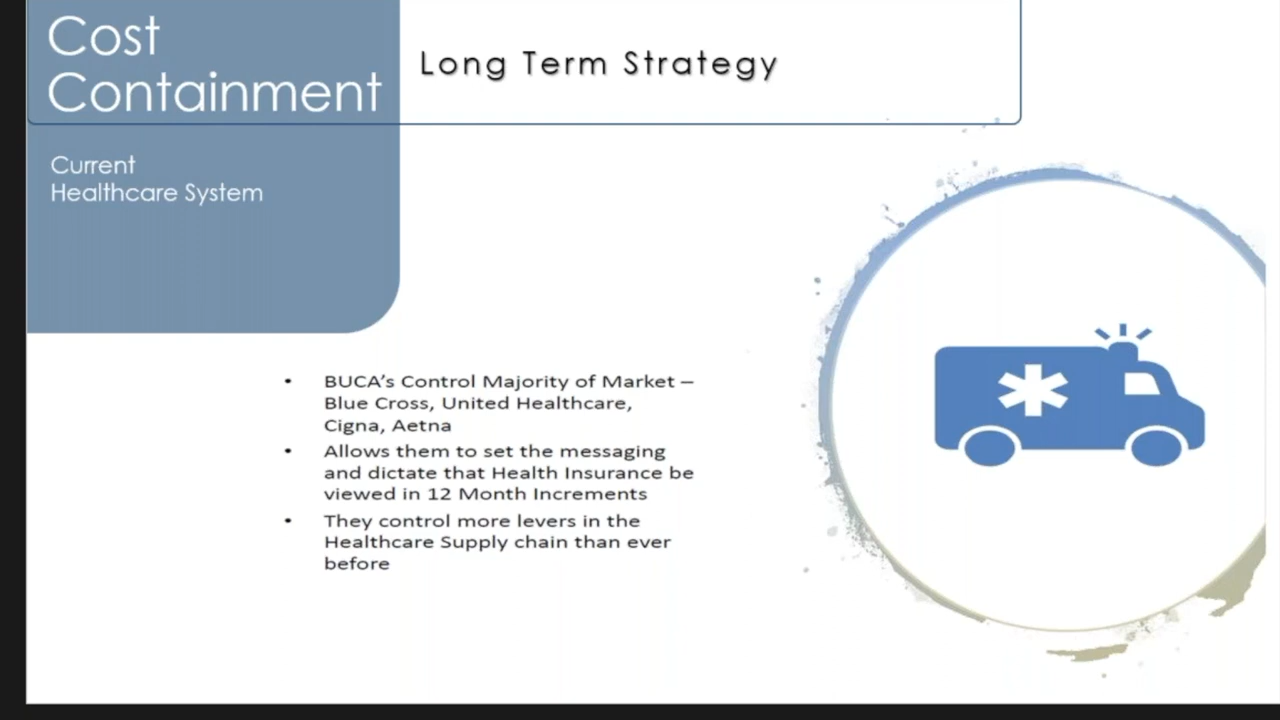 Cost
Containment
Long Term Strategy
Current
Healthcare System
• BUCA’s Control Majority of Market –
Blue Cross, United Healthcare,
Cigna, Aetna
• Allows them to set the messaging
and dictate that Health Insurance be
viewed in 12 Month Increments
• They control more levers in the
Healthcare Supply chain than ever
before